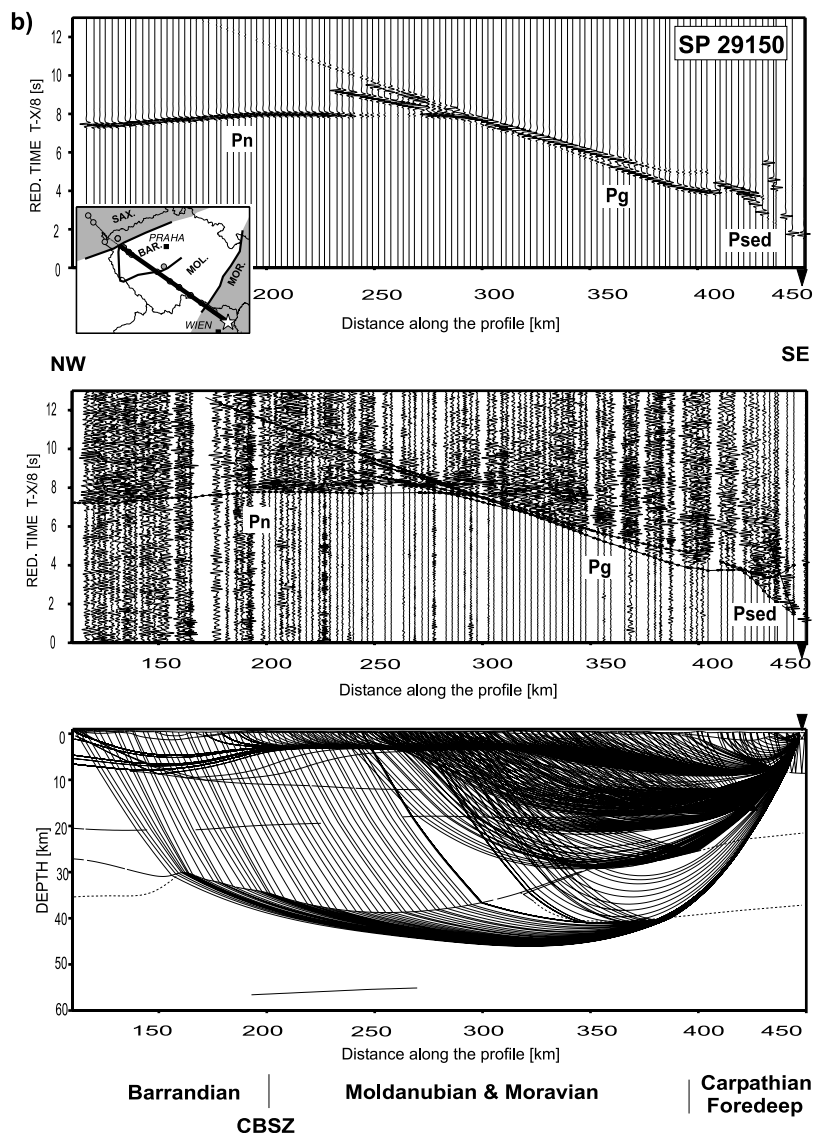 b)
SP 29150
RED. TIME T-X/8 [s]
12
10
8
6
4
2
0
Pn
Pg
Psed
SAX.
PRAHA
BAR.
MOL.
MOR.
WIEN
200 250 300 350 400 450
Distance along the profile [km]
NW SE
RED. TIME T-X/8 [s]
12
10
8
6
4
2
0
Pn
Pg
Psed
150 200 250 300 350 400 450
Distance along the profile [km]
DEPTH [km]
0
10
20
30
40
50
60
150 200 250 300 350 400 450
Distance along the profile [km]
Barrandian Moldanubian & Moravian Carpathian
Foredeep
CBSZ